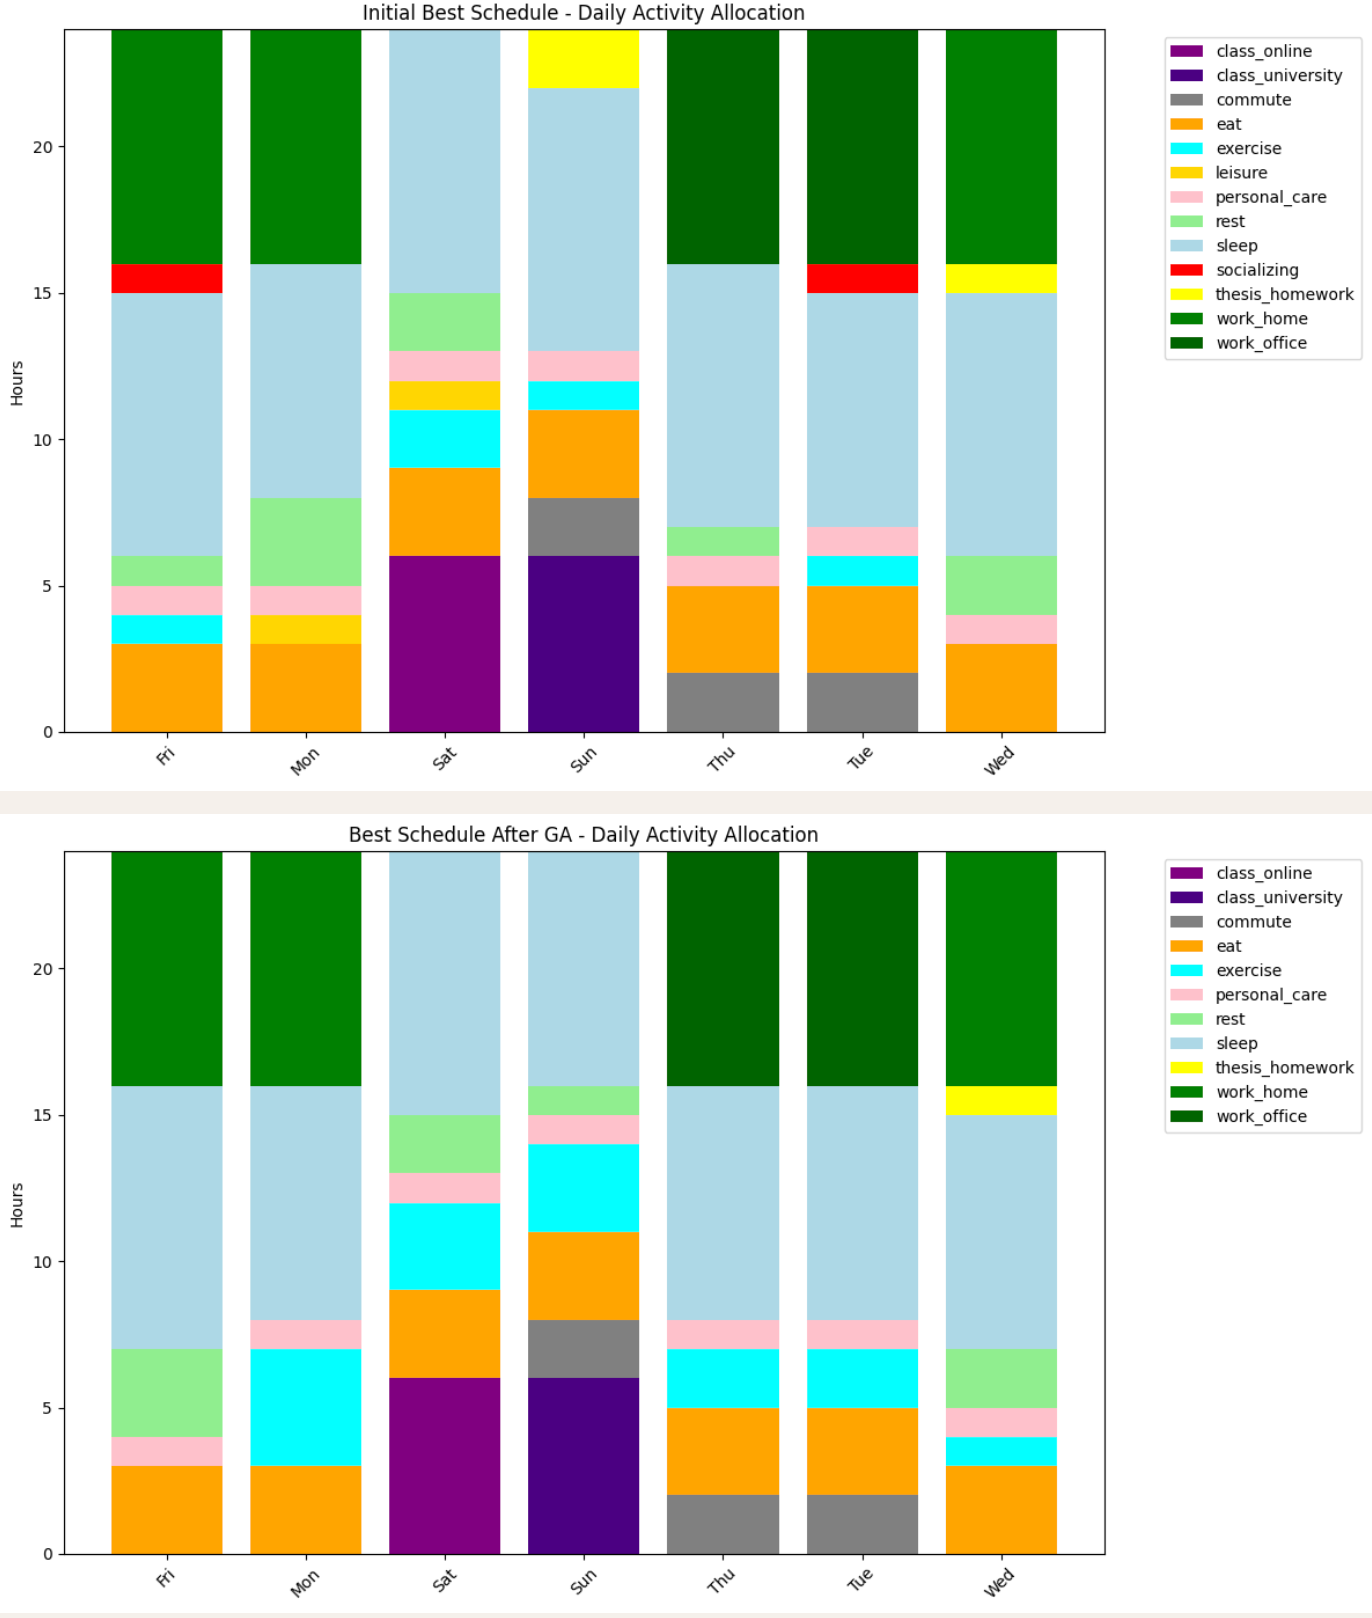 Initial Best Schedule - Daily Activity Allocation
Hours
20
15
10
5
0
Fri
Mon
Sat
Sun
Thu
Tue
Wed
class_online
class_university
commute
eat
exercise
leisure
personal_care
rest
sleep
socializing
thesis_homework
work_home
work_office
Best Schedule After GA - Daily Activity Allocation
Hours
20
15
10
5
0
Fri
Mon
Sat
Sun
Thu
Tue
Wed
class_online
class_university
commute
eat
exercise
personal_care
rest
sleep
thesis_homework
work_home
work_office